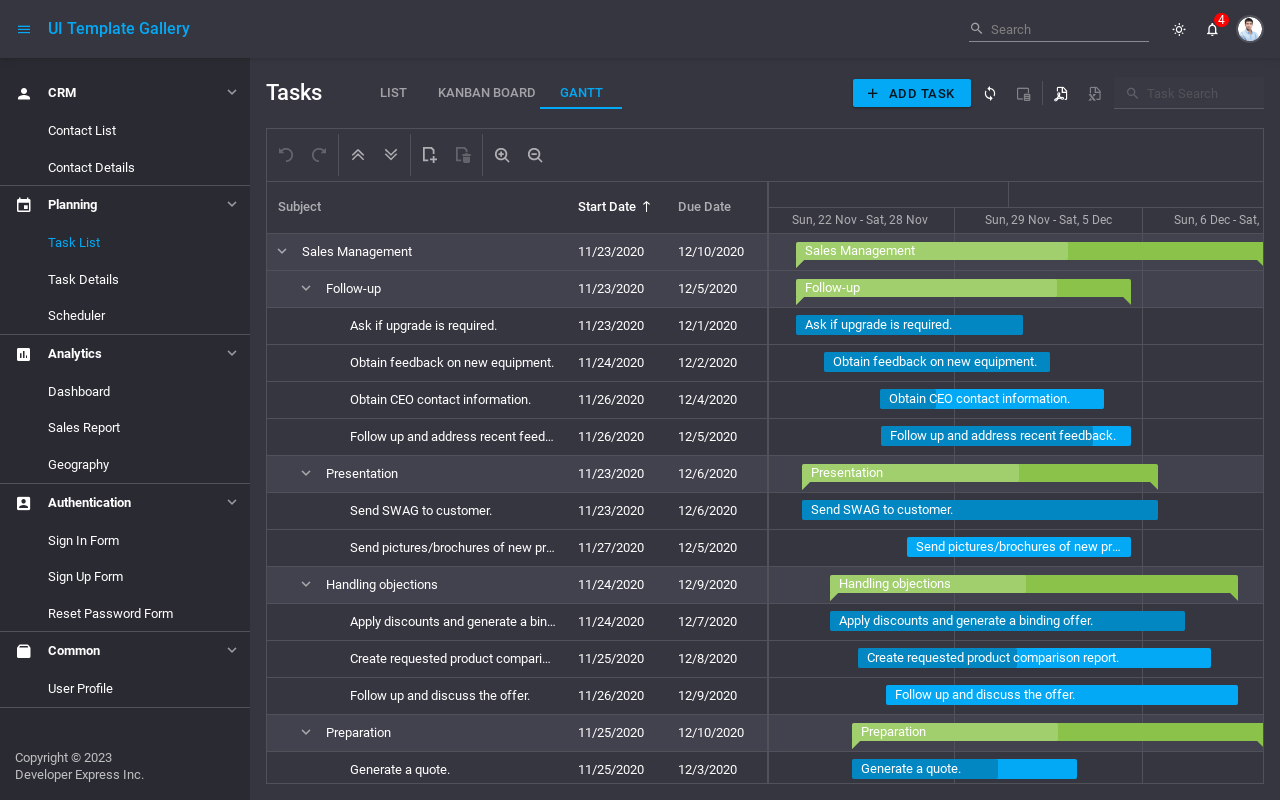 UI Template Gallery
Search
4
CRM
Contact List
Contact Details
Planning
Task List
Task Details
Scheduler
Analytics
Dashboard
Sales Report
Geography
Authentication
Sign In Form
Sign Up Form
Reset Password Form
Common
User Profile
Copyright © 2023
Developer Express Inc.
Tasks
LIST
KANBAN BOARD
GANTT
ADD TASK
Task Search
Subject
Start Date
Due Date
Sun, 22 Nov - Sat, 28 Nov
Sun, 29 Nov - Sat, 5 Dec
Sun, 6 Dec - Sat,
Sales Management 11/23/2020 12/10/2020 Sales Management
Follow-up 11/23/2020 12/5/2020 Follow-up
Ask if upgrade is required. 11/23/2020 12/1/2020 Ask if upgrade is required.
Obtain feedback on new equipment. 11/24/2020 12/2/2020 Obtain feedback on new equipment.
Obtain CEO contact information. 11/26/2020 12/4/2020 Obtain CEO contact information.
Follow up and address recent feed... 11/26/2020 12/5/2020 Follow up and address recent feedback.
Presentation 11/23/2020 12/6/2020 Presentation
Send SWAG to customer. 11/23/2020 12/6/2020 Send SWAG to customer.
Send pictures/brochures of new pr... 11/27/2020 12/5/2020 Send pictures/brochures of new pr...
Handling objections 11/24/2020 12/9/2020 Handling objections
Apply discounts and generate a bin... 11/24/2020 12/7/2020 Apply discounts and generate a binding offer.
Create requested product compari... 11/25/2020 12/8/2020 Create requested product comparison report.
Follow up and discuss the offer. 11/26/2020 12/9/2020 Follow up and discuss the offer.
Preparation 11/25/2020 12/10/2020 Preparation
Generate a quote. 11/25/2020 12/3/2020 Generate a quote.